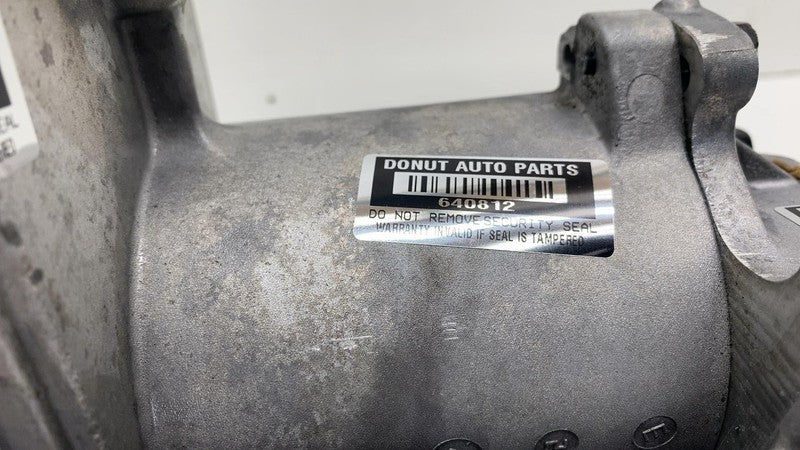 DONUT AUTO PARTS
640812
DO NOT REMOVE SECURITY SEAL
WARRANTY INVALID IF SEAL IS TAMPERED